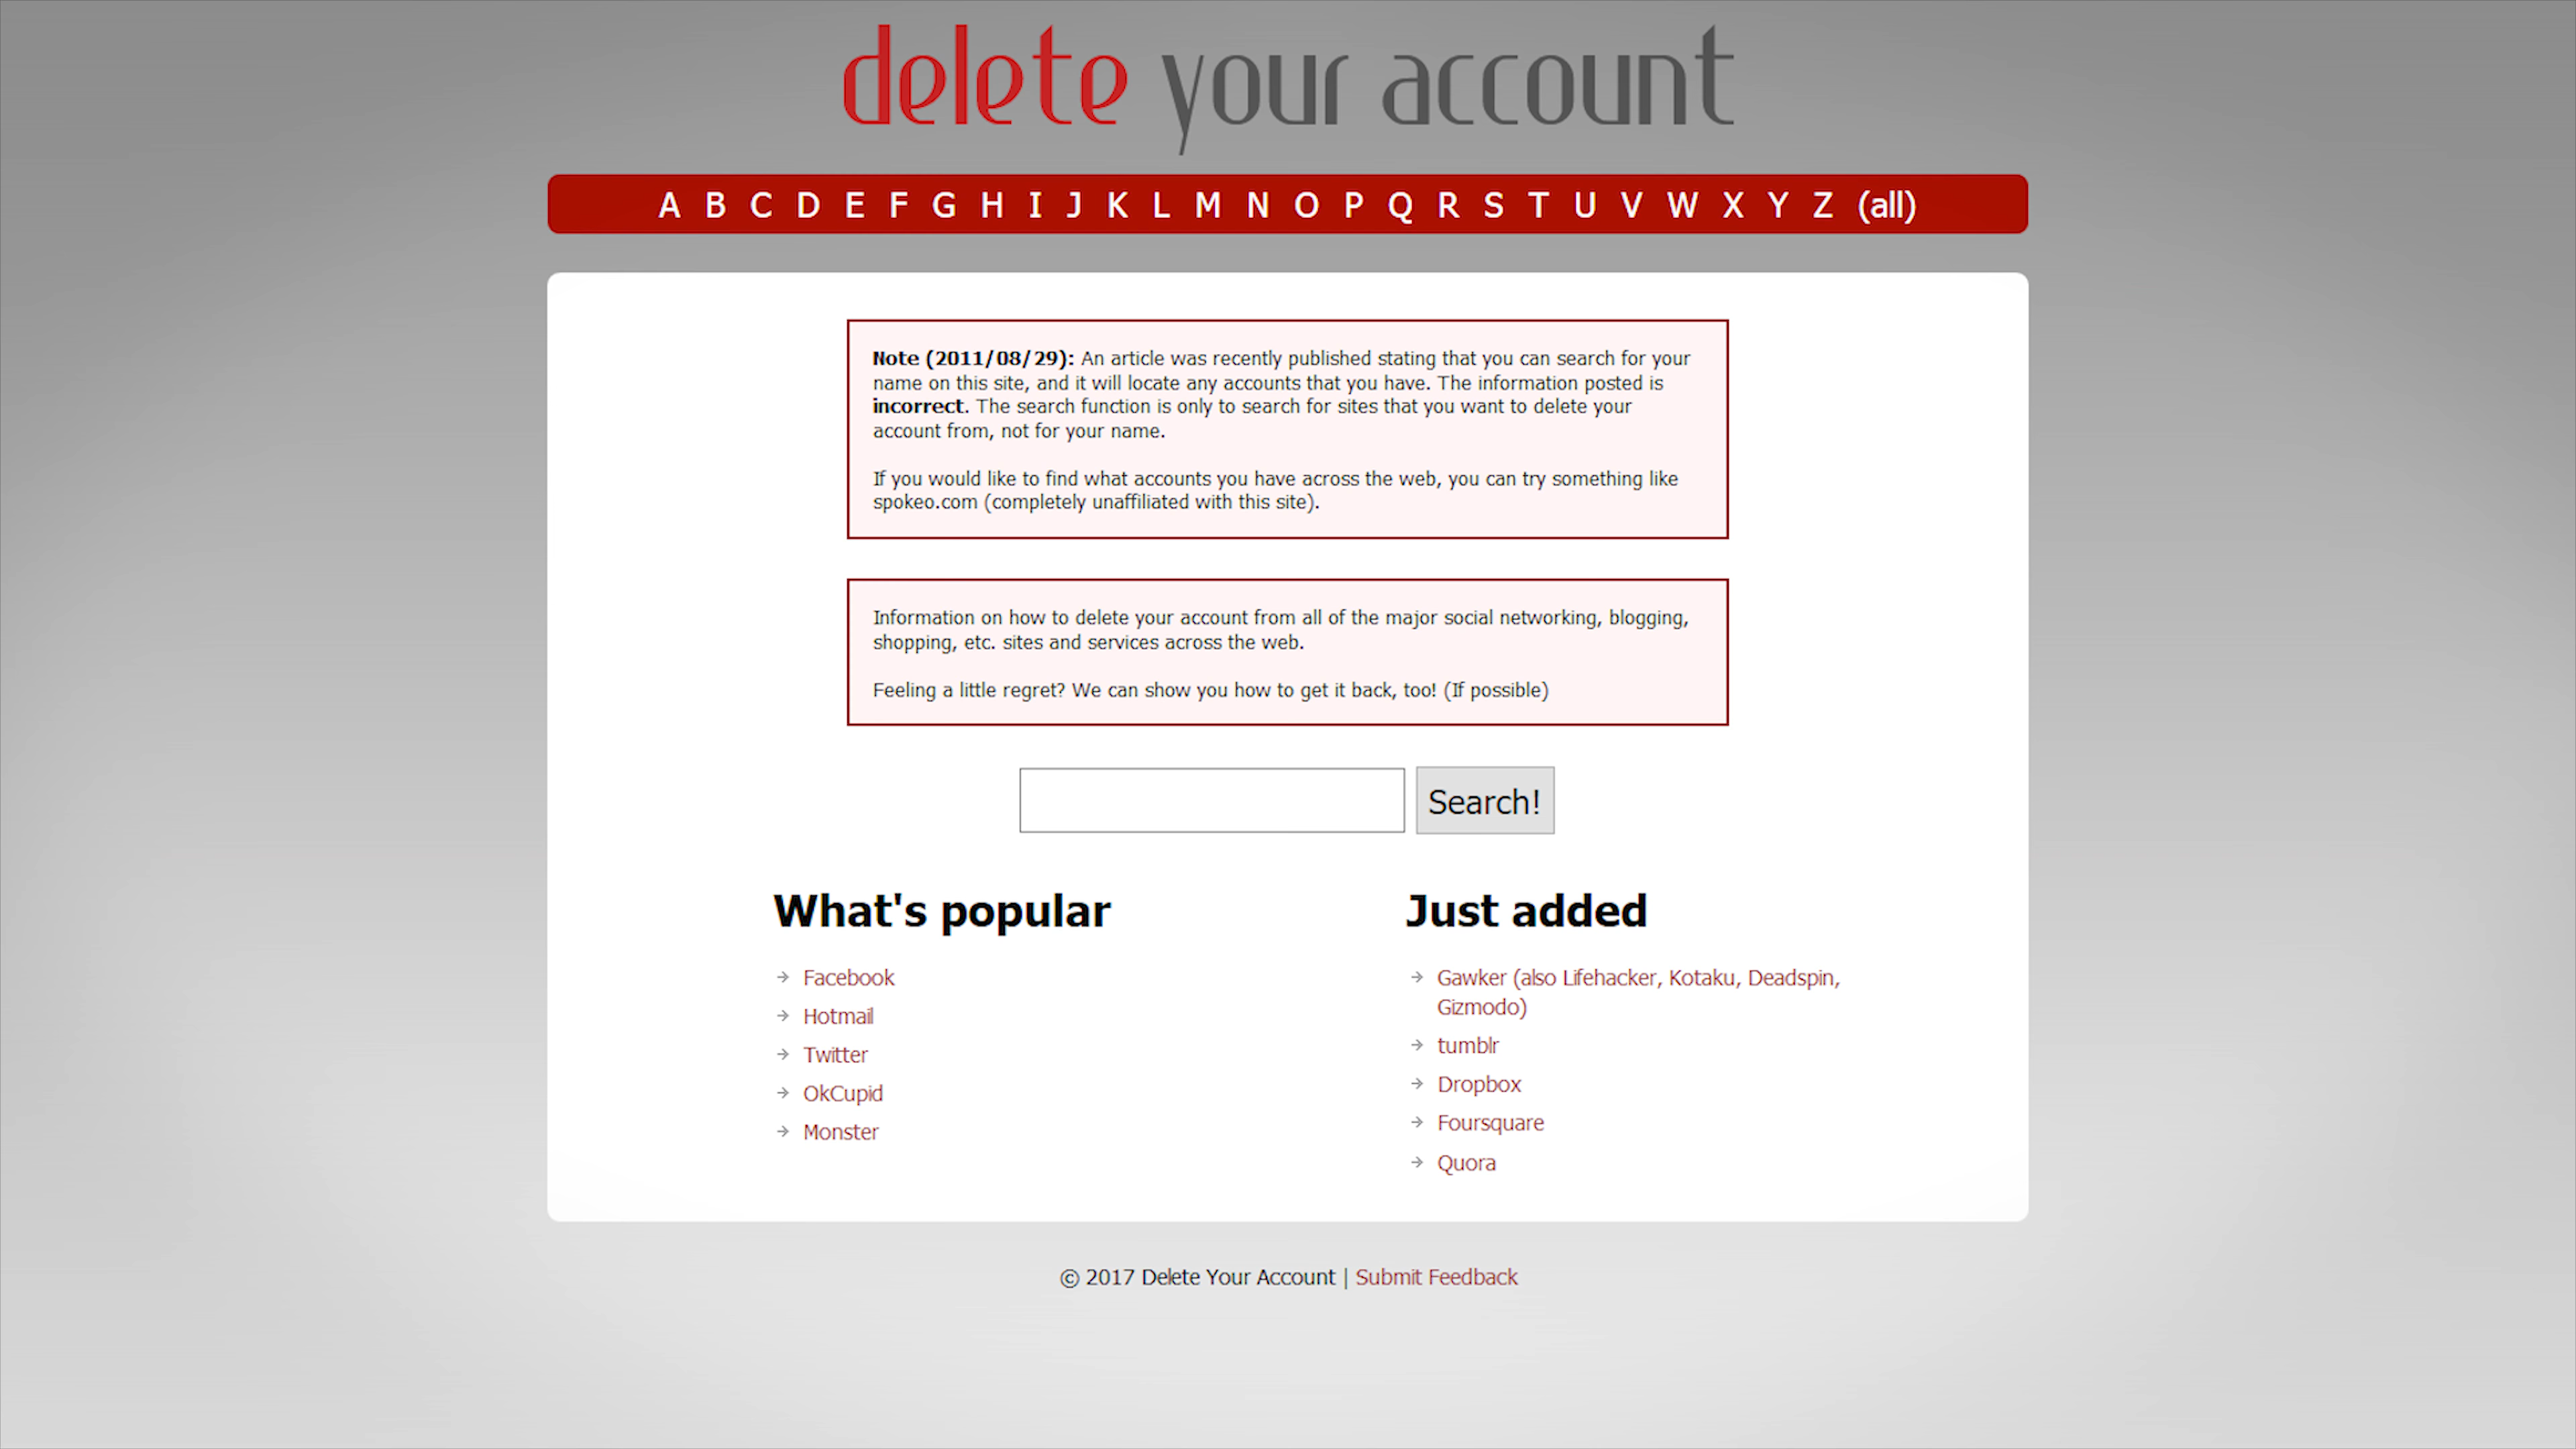 delete your account
A B C D E F G H I J K L M N O P Q R S T U V W X Y Z (all)
Note (2011/08/29): An article was recently published stating that you can search for your
name on this site, and it will locate any accounts that you have. The information posted is
incorrect. The search function is only to search for sites that you want to delete your
account from, not for your name.
If you would like to find what accounts you have across the web, you can try something like
spokeo.com (completely unaffiliated with this site).
Information on how to delete your account from all of the major social networking, blogging,
shopping, etc. sites and services across the web.
Feeling a little regret? We can show you how to get it back, too! (If possible)
Search!
What's popular
Facebook
Hotmail
Twitter
OkCupid
Monster
Just added
Gawker (also Lifehacker, Kotaku, Deadspin,
Gizmodo)
tumblr
Dropbox
Foursquare
Quora
© 2017 Delete Your Account | Submit Feedback